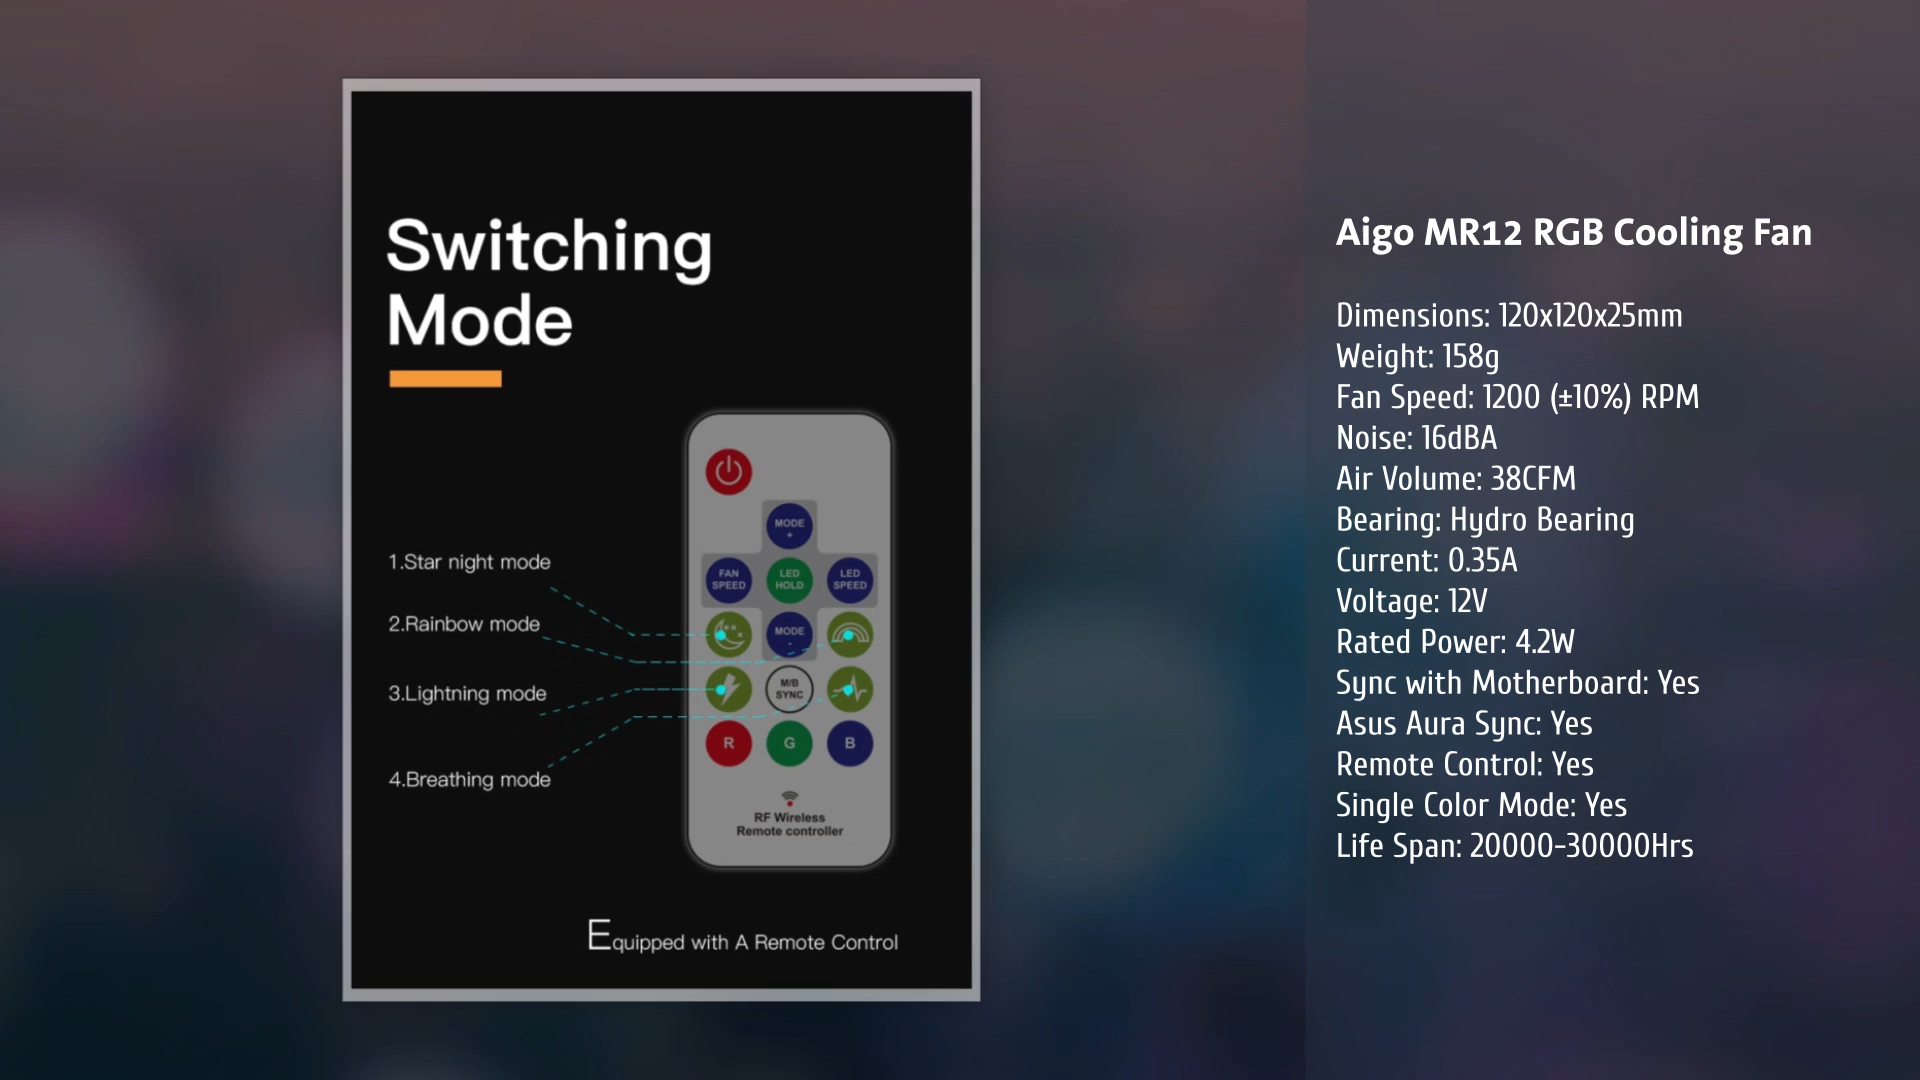 Switching
Mode
1.Star night mode
2.Rainbow mode
3.Lightning mode
4.Breathing mode
MODE
+
FAN
SPEED
LED
HOLD
LED
SPEED
MODE
-
M/B
SYNC
R
G
B
RF Wireless
Remote controller
Equipped with A Remote Control
Aigo MR12 RGB Cooling Fan
Dimensions: 120x120x25mm
Weight: 158g
Fan Speed: 1200 (±10%) RPM
Noise: 16dBA
Air Volume: 38CFM
Bearing: Hydro Bearing
Current: 0.35A
Voltage: 12V
Rated Power: 4.2W
Sync with Motherboard: Yes
Asus Aura Sync: Yes
Remote Control: Yes
Single Color Mode: Yes
Life Span: 20000-30000Hrs